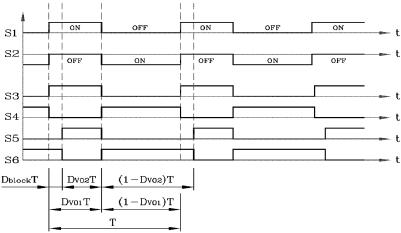 S1 ON OFF ON OFF ON t
S2 OFF ON OFF ON OFF t
S3 t
S4 t
S5 t
S6 t
DblockT DVO2T (1-DVO2)T
DVO1T (1-DVO1)T
T